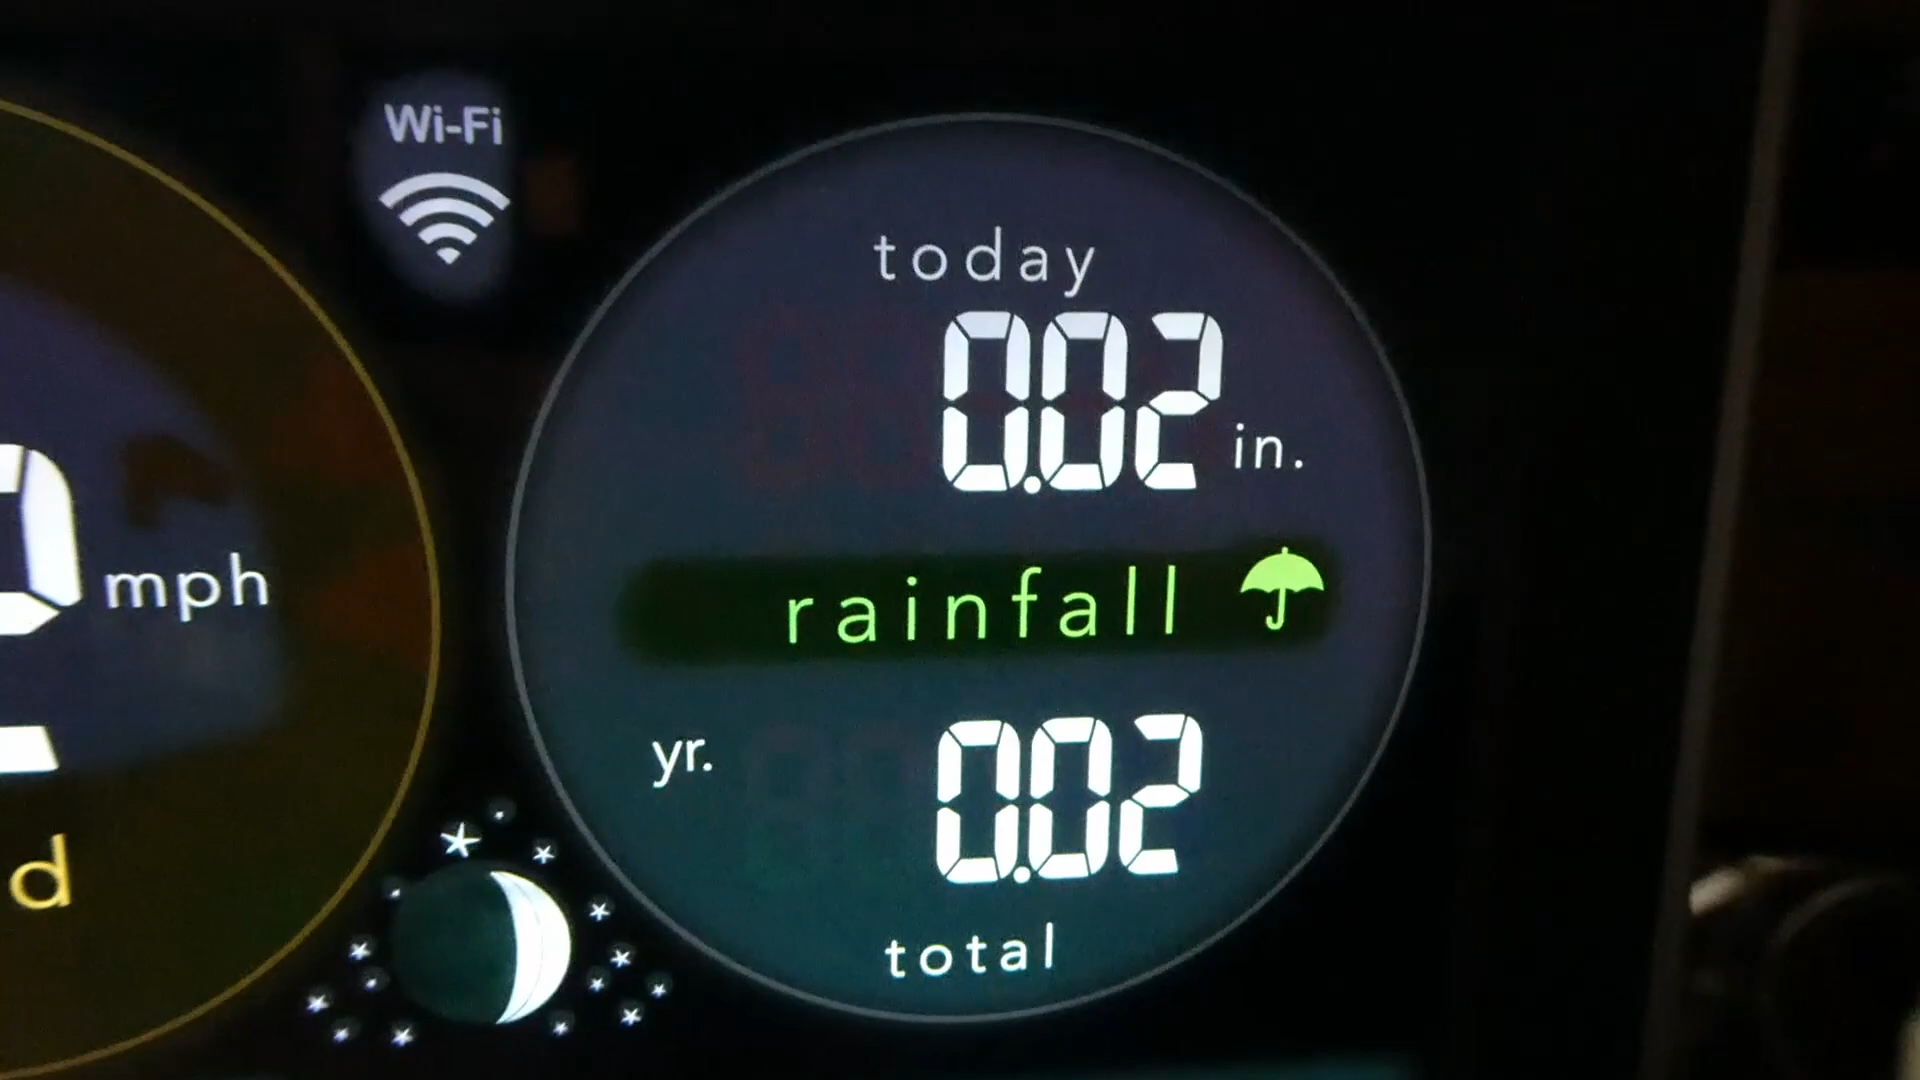 Wi-Fi
today
0.02 in.
mph
rainfall
yr. 0.02
total